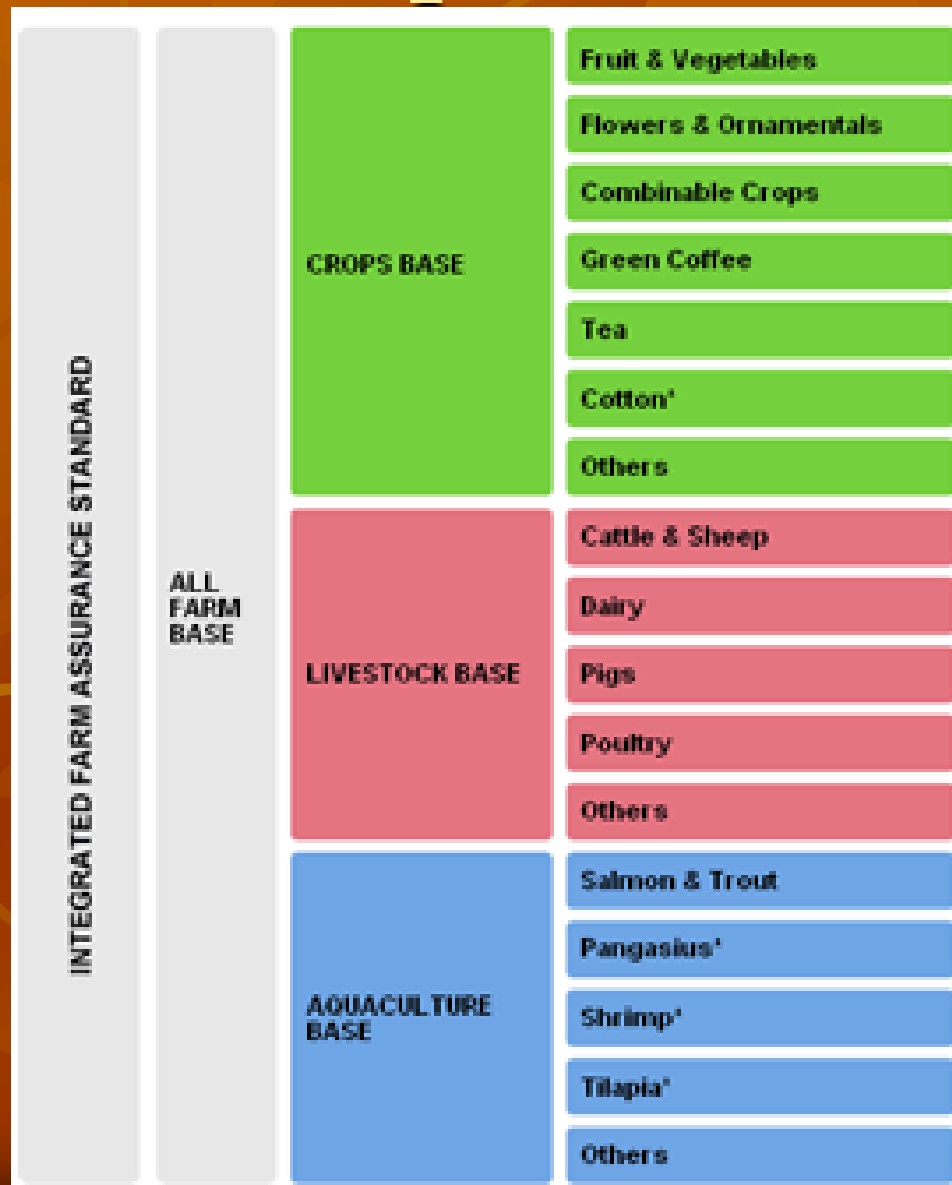 INTEGRATED FARM ASSURANCE STANDARD
ALL
FARM
BASE
CROPS BASE
Fruit & Vegetables
Flowers & Ornamentals
Combinable Crops
Green Coffee
Tea
Cotton*
Others
LIVESTOCK BASE
Cattle & Sheep
Dairy
Pigs
Poultry
Others
AQUACULTURE
BASE
Salmon & Trout
Pangasius*
Shrimp*
Tilapia*
Others